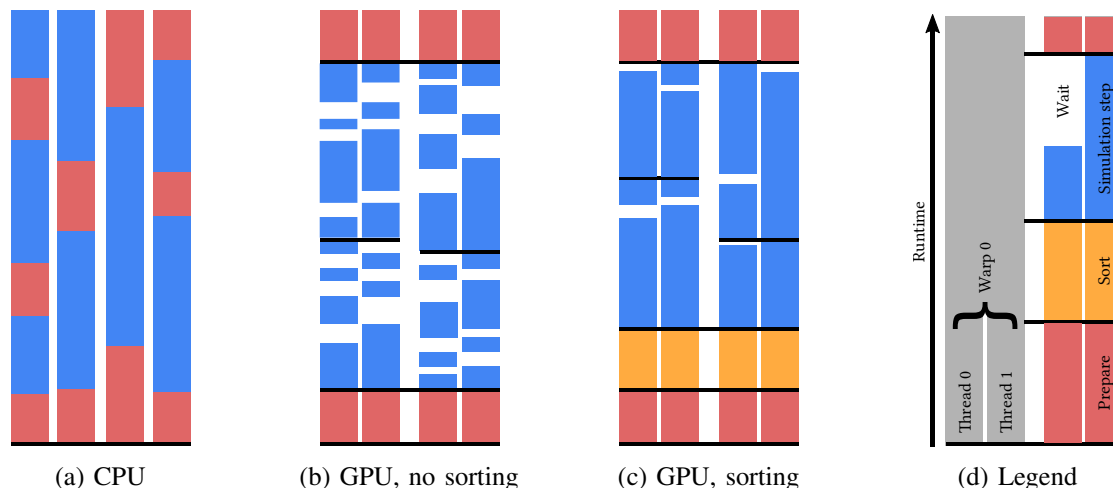 Runtime
Warp 0
Thread 0
Thread 1
Wait
Simulation step
Sort
Prepare
(a) CPU
(b) GPU, no sorting
(c) GPU, sorting
(d) Legend